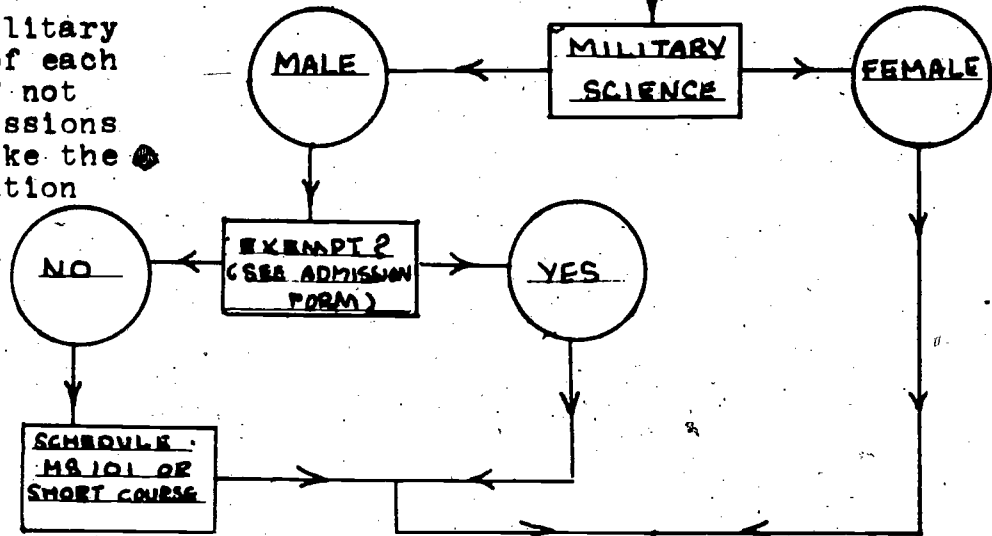 litary
f each
not
ssions
ke the
tion
MALE
MILITARY
SCIENCE
FEMALE
NO
EXEMPT?
(SEE ADMISSION
FORM)
YES
SCHEDULE
MS 101 OR
SHORT COURSE